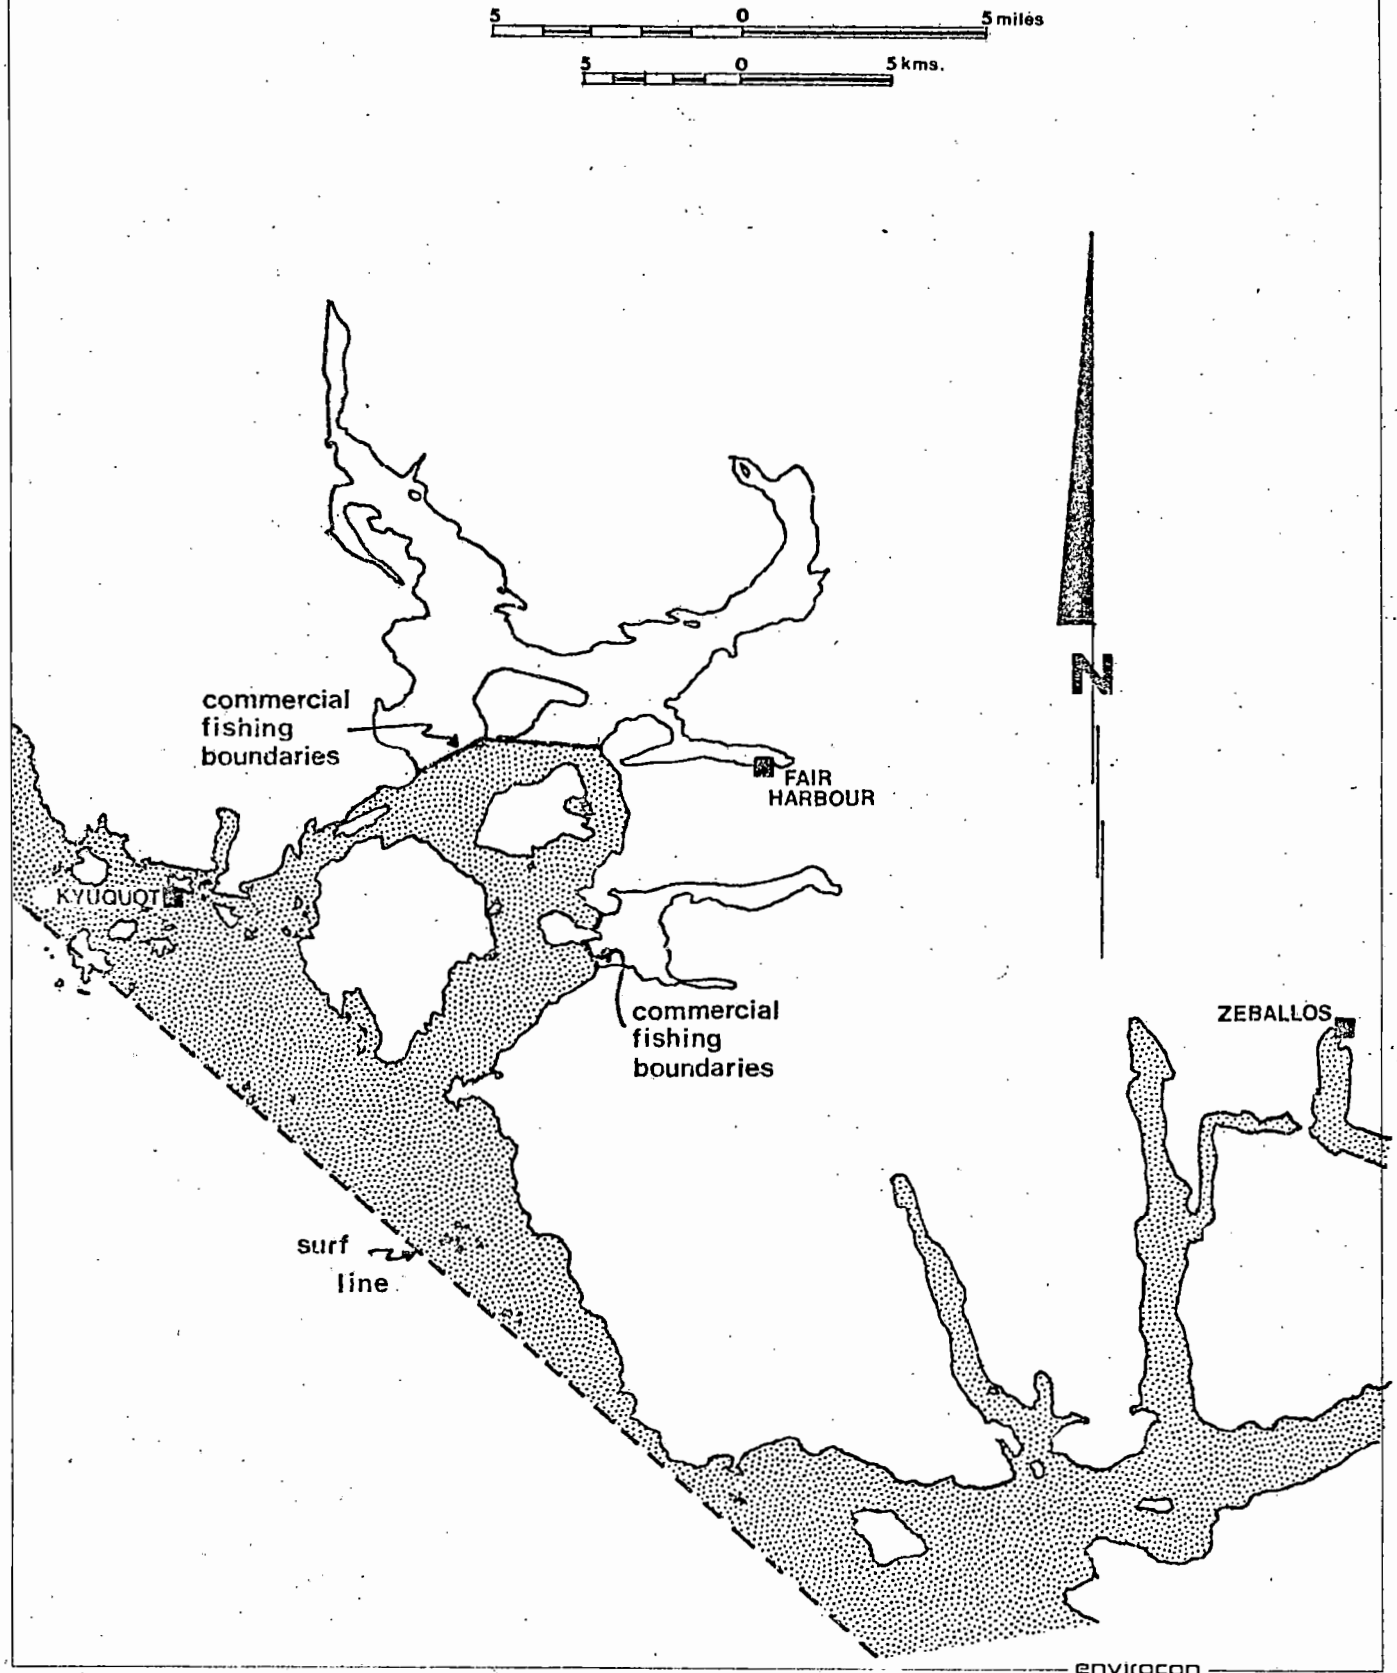 5 0 5 miles
5 0 5 kms.
N
commercial
fishing
boundaries
FAIR
HARBOUR
KYUQUOT
commercial
fishing
boundaries
ZEBALLOS
surf
line
envirocon